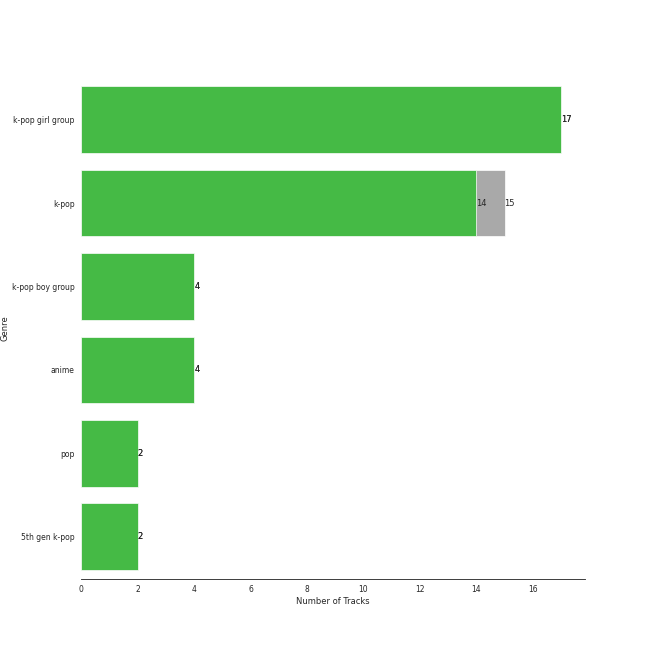 k-pop girl group 17
k-pop 14 15
k-pop boy group 4
anime 4
pop 2
5th gen k-pop 2
Genre
0 2 4 6 8 10 12 14 16
Number of Tracks